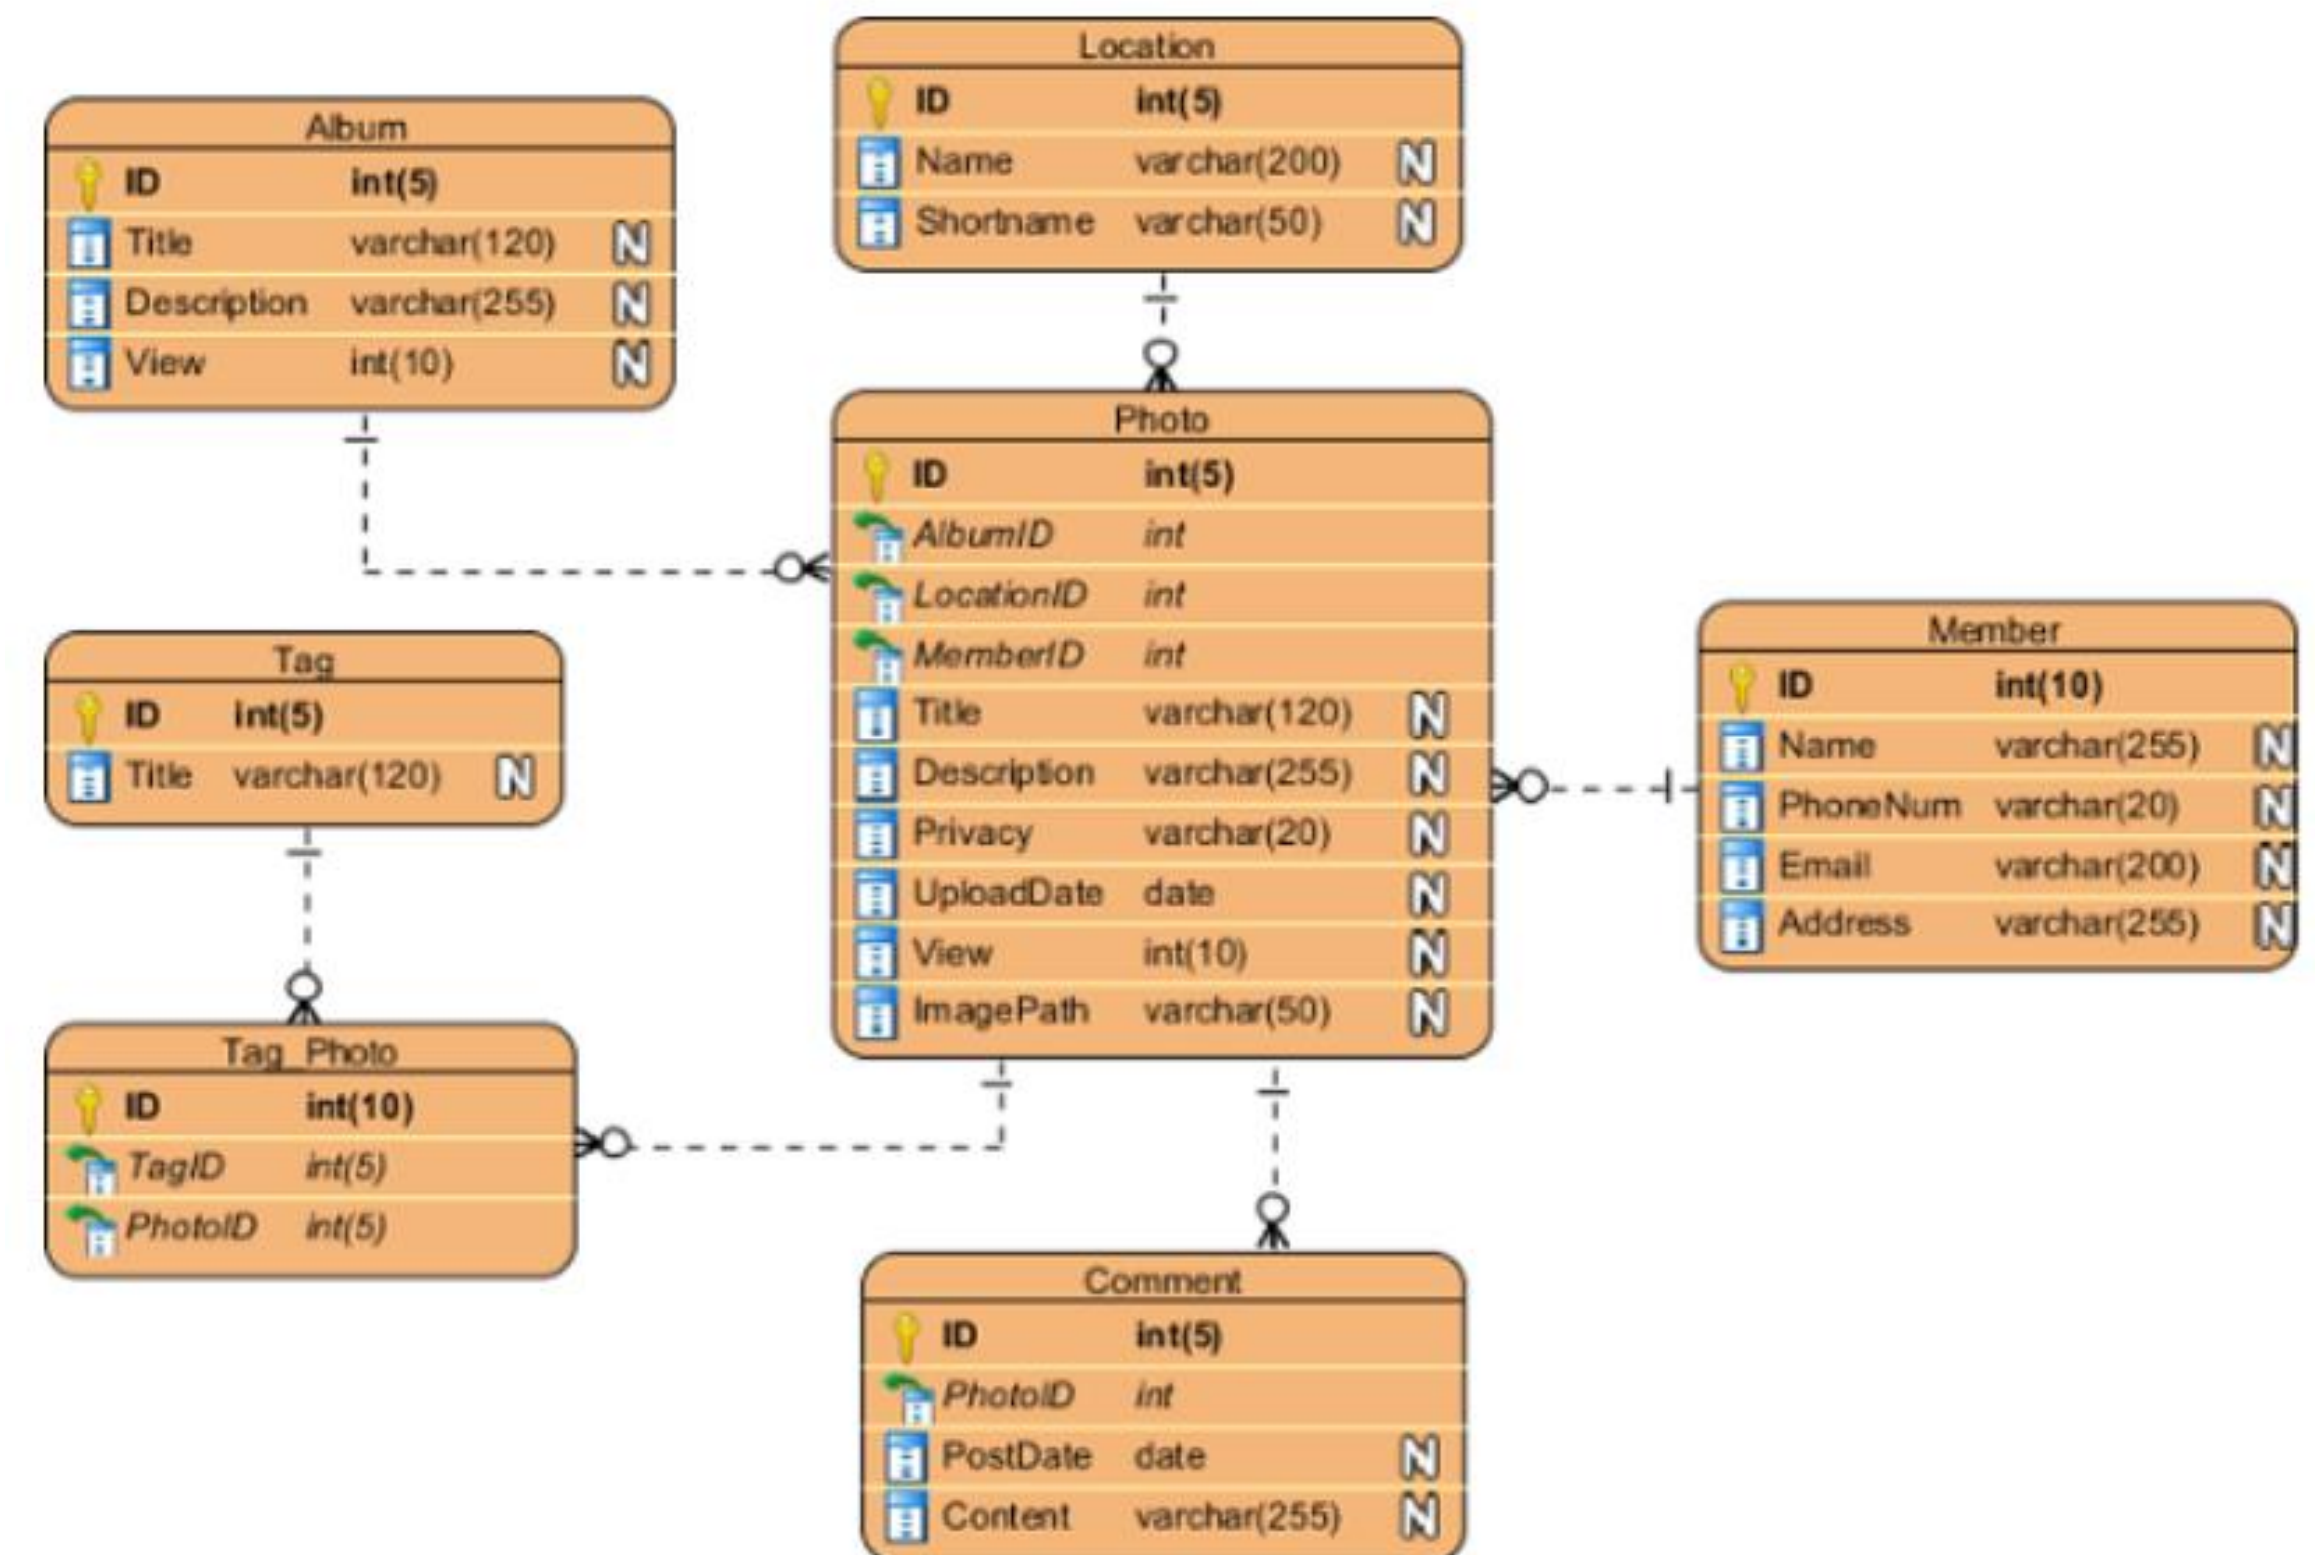 Location
ID int(5)
Name varchar(200) N
Shortname varchar(50) N
Album
ID int(5)
Title varchar(120) N
Description varchar(255) N
View int(10) N
Photo
ID int(5)
AlbumID int
LocationID int
MemberID int
Title varchar(120) N
Description varchar(255) N
Privacy varchar(20) N
UploadDate date N
View int(10) N
ImagePath varchar(50) N
Tag
ID int(5)
Title varchar(120) N
Member
ID int(10)
Name varchar(255) N
PhoneNum varchar(20) N
Email varchar(200) N
Address varchar(255) N
Tag_Photo
ID int(10)
TagID int(5)
PhotoID int(5)
Comment
ID int(5)
PhotoID int
PostDate date N
Content varchar(255) N